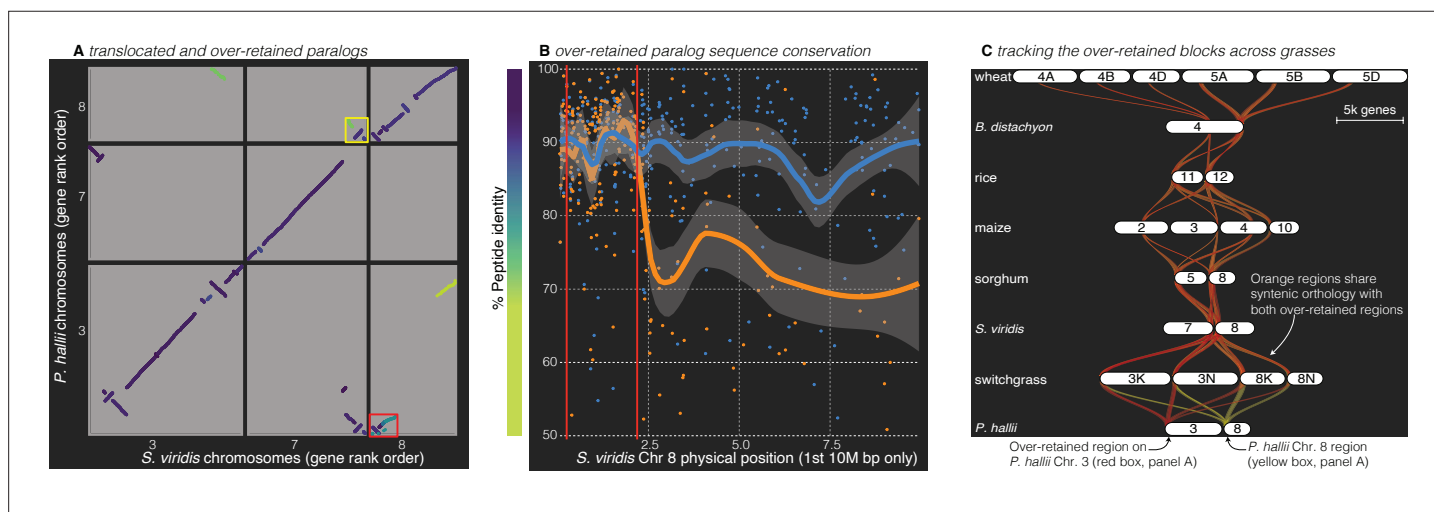 A translocated and over-retained paralogs
P. hallii chromosomes (gene rank order)
8
7
3
3
7
8
S. viridis chromosomes (gene rank order)
% Peptide identity
B over-retained paralog sequence conservation
100
90
80
70
60
50
2.5
5.0
7.5
S. viridis Chr 8 physical position (1st 10M bp only)
C tracking the over-retained blocks across grasses
wheat 4A 4B 4D 5A 5B 5D
5k genes
B. distachyon 4
rice 11 12
maize 2 3 4 10
sorghum 5 8
Orange regions share
syntenic orthology with
both over-retained regions
S. viridis 7 8
switchgrass 3K 3N 8K 8N
P. hallii 3 8
Over-retained region on
P. hallii Chr. 3 (red box, panel A)
P. hallii Chr. 8 region
(yellow box, panel A)